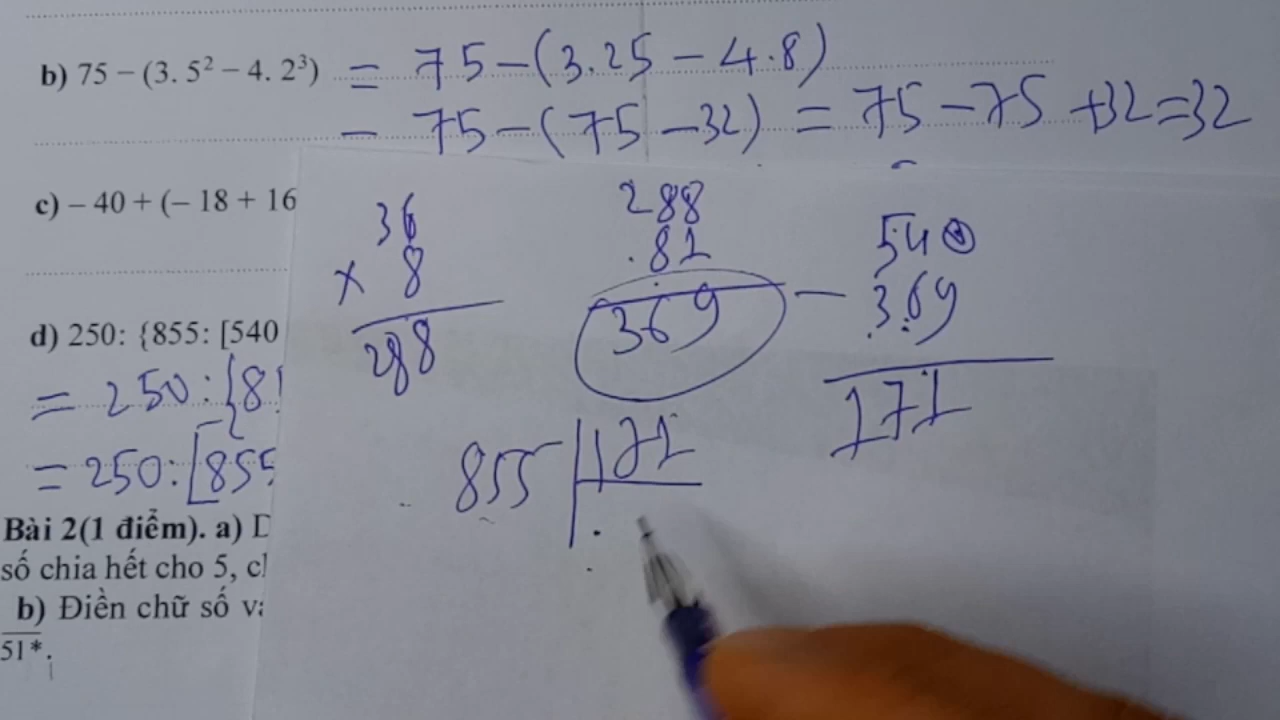 b) 75 – (3. 5² – 4. 2³) = 75 – (3.25 – 4.8)
= 75 – (75 – 32) = 75 – 75 + 32 = 32
c) – 40 + (– 18 + 16
36
× 8
288
288
81
369
540
– 369
171
d) 250: {855: [540
= 250 : {8
= 250 : [855
855 171
Bài 2(1 điểm). a)
số chia hết cho 5,
b) Điền chữ số
51*.